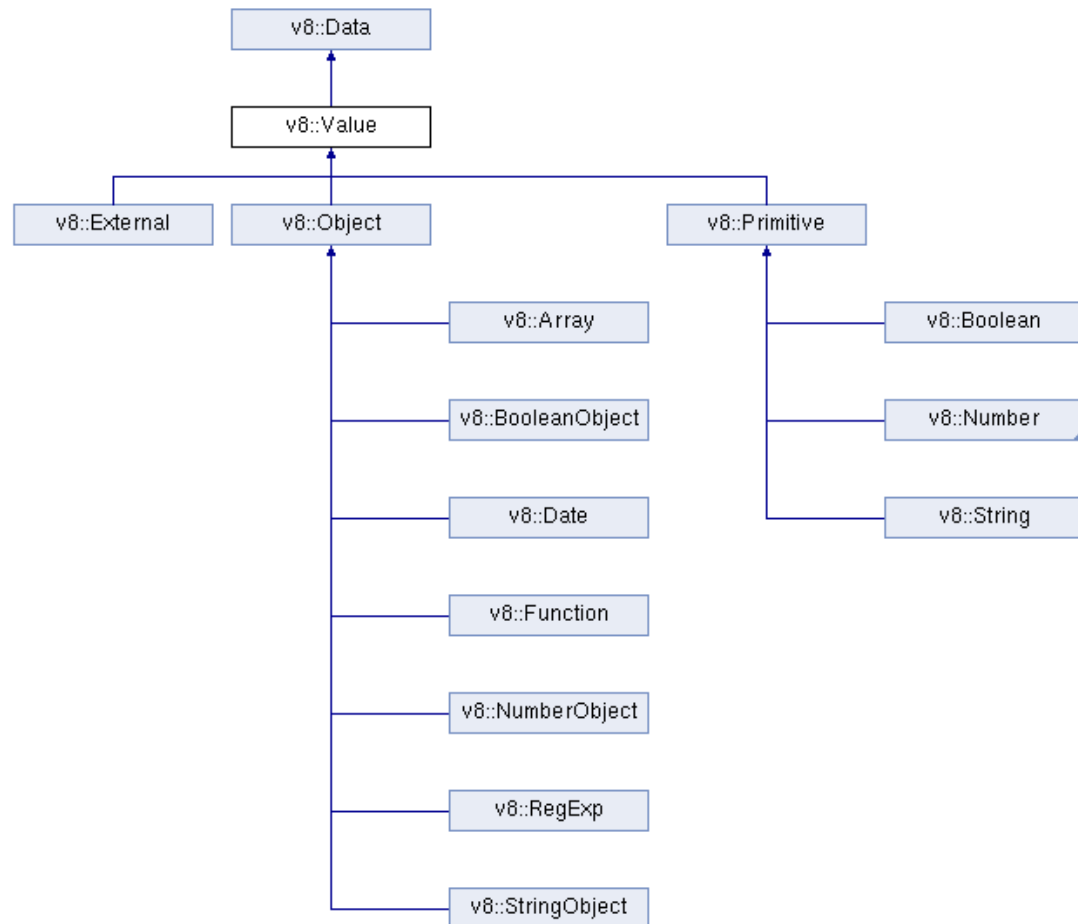 v8::Data
v8::Value
v8::External
v8::Object
v8::Primitive
v8::Array
v8::Boolean
v8::BooleanObject
v8::Number
v8::Date
v8::String
v8::Function
v8::NumberObject
v8::RegExp
v8::StringObject